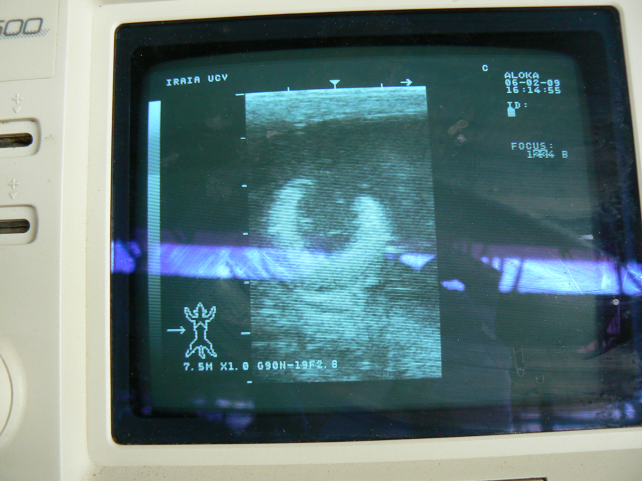 500
IRAIA UCV
C
ALOKA
06-02-09
16:14:55
ID:
FOCUS:
B
7.5M X1.0 G90N-19F2.8